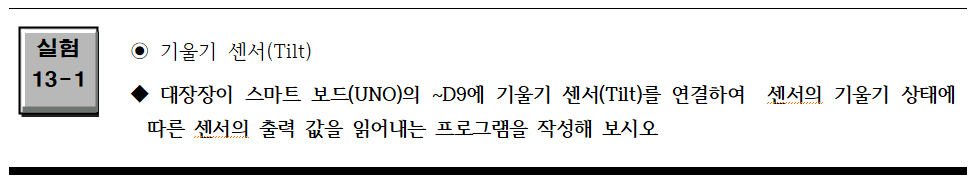 실험
13-1
◉ 기울기 센서(Tilt)
◆ 대장장이 스마트 보드(UNO)의 ~D9에 기울기 센서(Tilt)를 연결하여 센서의 기울기 상태에
따른 센서의 출력 값을 읽어내는 프로그램을 작성해 보시오